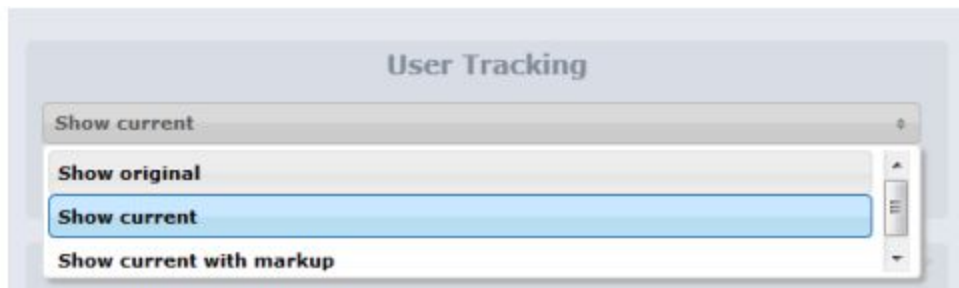 User Tracking
Show current
Show original
Show current
Show current with markup